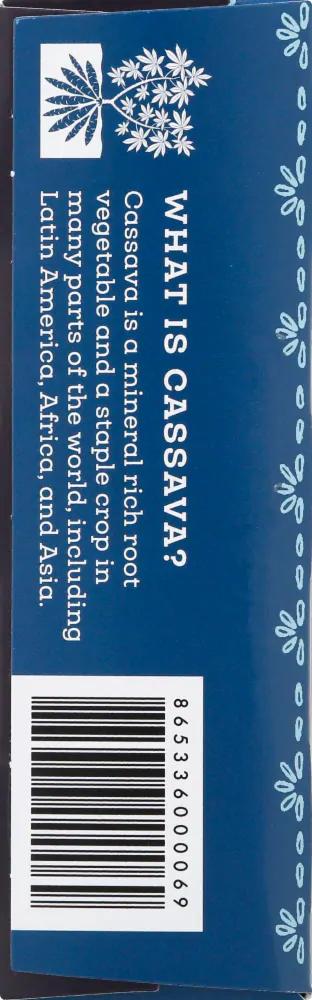 WHAT IS CASSAVA?
Cassava is a mineral rich root
vegetable and a staple crop in
many parts of the world, including
Latin America, Africa, and Asia.
865336000069